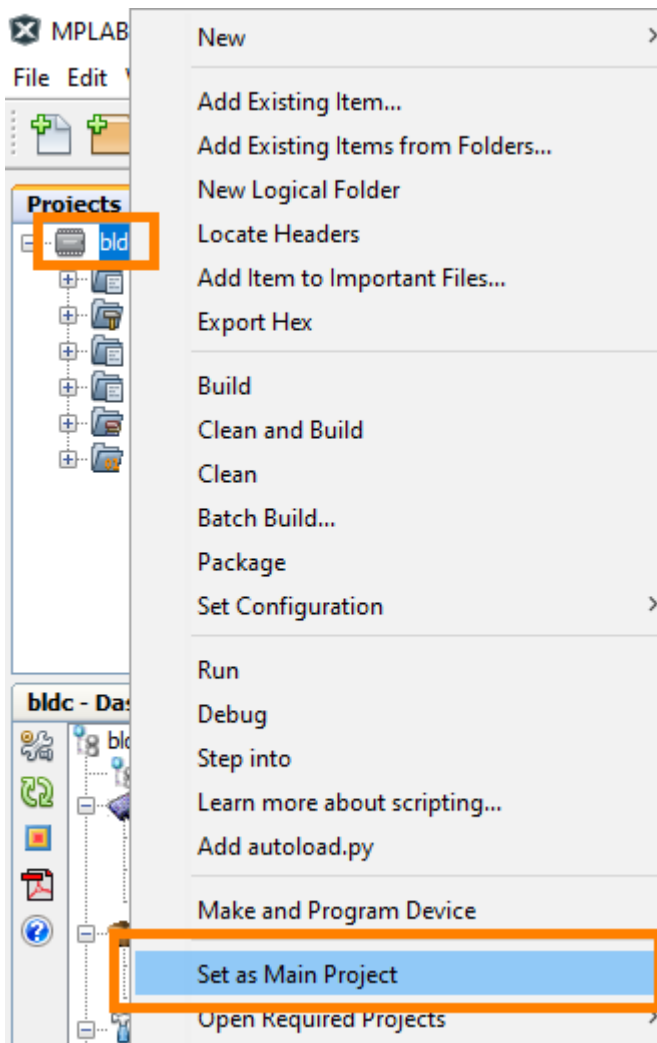 MPLAB
File Edit
New
Add Existing Item...
Add Existing Items from Folders...
New Logical Folder
Locate Headers
Add Item to Important Files...
Export Hex
Build
Clean and Build
Clean
Batch Build...
Package
Set Configuration
Run
Debug
Step into
Learn more about scripting...
Add autoload.py
Make and Program Device
Set as Main Project
Open Required Projects
Projects
bld
bldc - Das